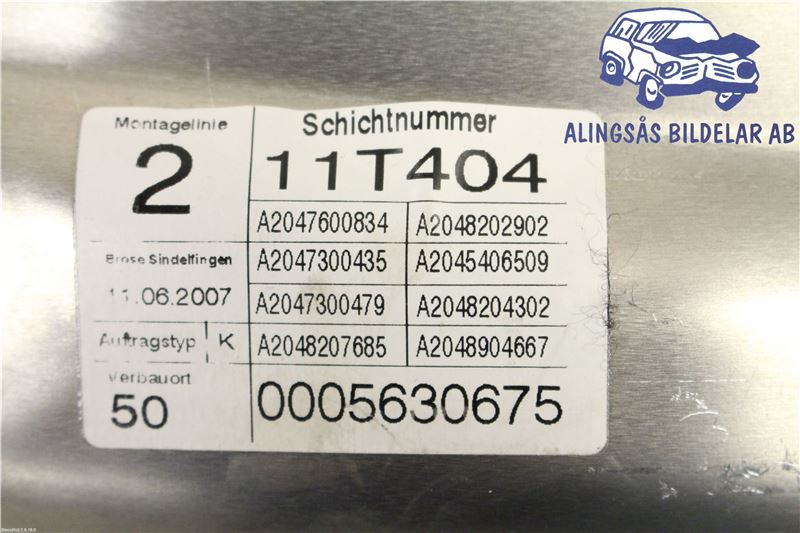 ALINGSÅS BILDELAR AB
Montagelinie
2
Schichtnummer
11T404
A2047600834 A2048202902
Brose Sindelfingen
11.06.2007
A2047300435 A2045406509
A2047300479 A2048204302
Auftragstyp K
A2048207685 A2048904667
Verbauort
50
0005630675